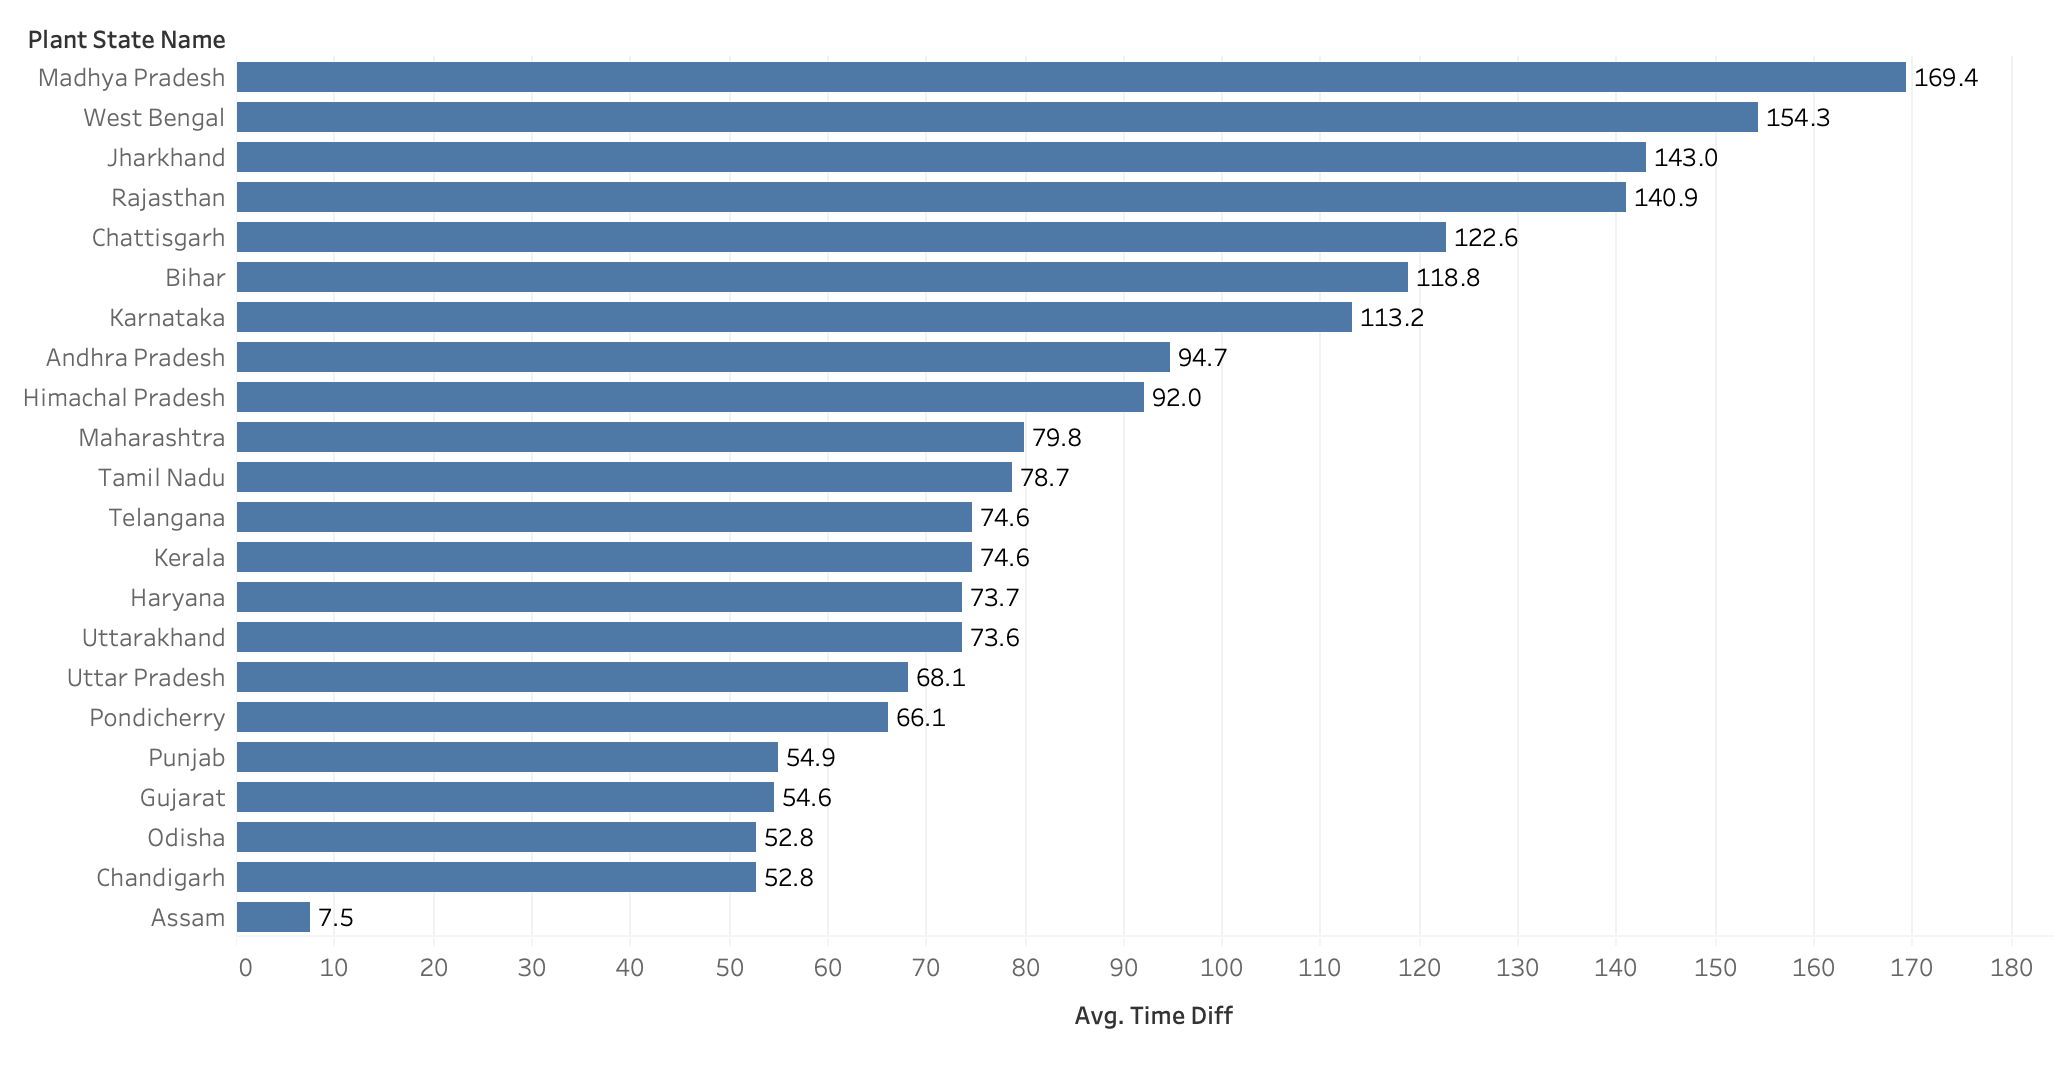 Plant State Name
Madhya Pradesh 169.4
West Bengal 154.3
Jharkhand 143.0
Rajasthan 140.9
Chattisgarh 122.6
Bihar 118.8
Karnataka 113.2
Andhra Pradesh 94.7
Himachal Pradesh 92.0
Maharashtra 79.8
Tamil Nadu 78.7
Telangana 74.6
Kerala 74.6
Haryana 73.7
Uttarakhand 73.6
Uttar Pradesh 68.1
Pondicherry 66.1
Punjab 54.9
Gujarat 54.6
Odisha 52.8
Chandigarh 52.8
Assam 7.5
0 10 20 30 40 50 60 70 80 90 100 110 120 130 140 150 160 170 180
Avg. Time Diff